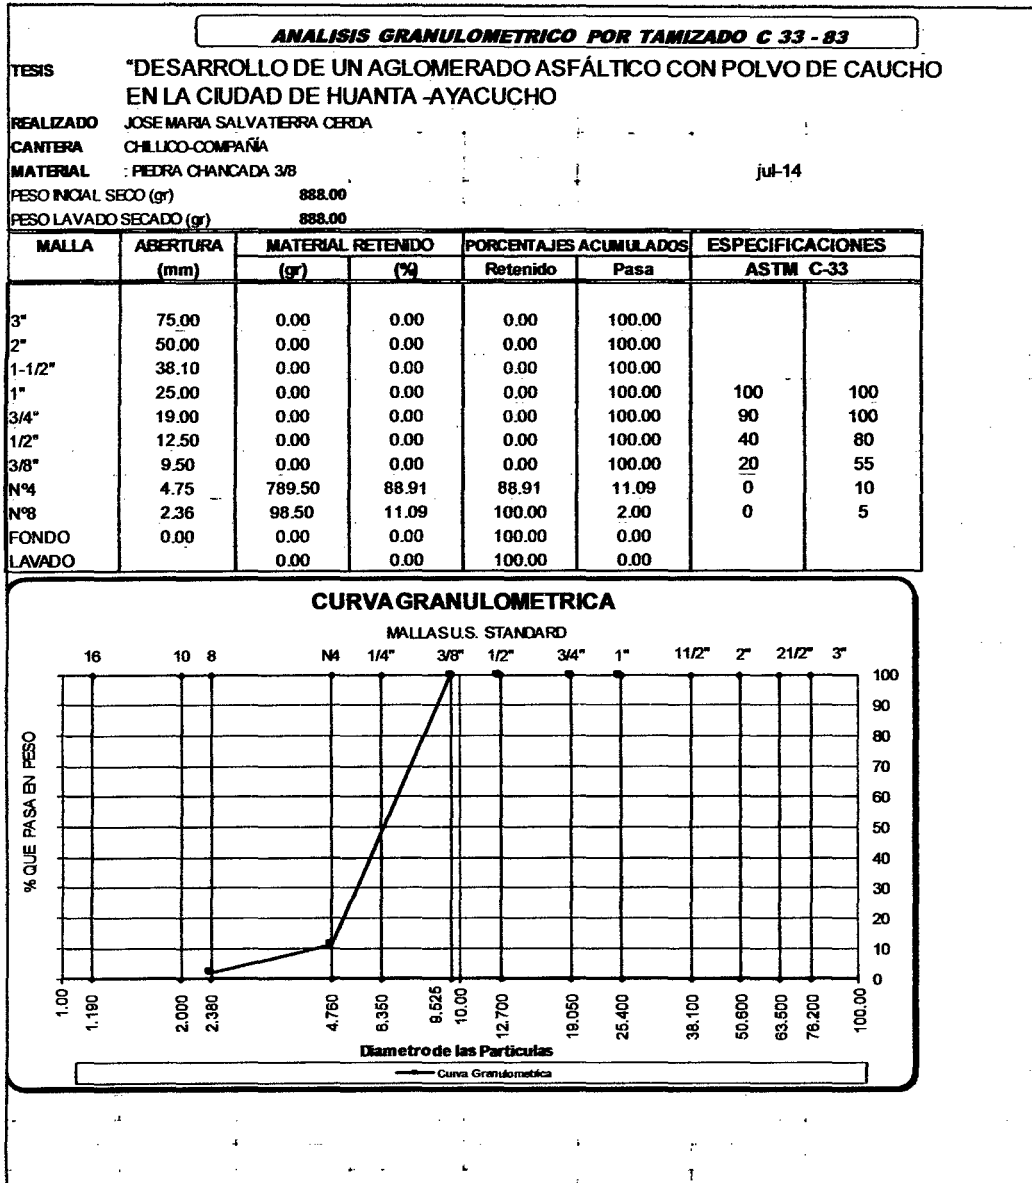 ANALISIS GRANULOMETRICO POR TAMIZADO C 33 - 83
TESIS "DESARROLLO DE UN AGLOMERADO ASFÁLTICO CON POLVO DE CAUCHO
EN LA CIUDAD DE HUANTA -AYACUCHO
REALIZADO JOSE MARIA SALVATIERRA CERDA
CANTERA CHILLICO-COMPAÑÍA
MATERIAL : PIEDRA CHANCADA 3/8 jul-14
PESO INICIAL SECO (gr) 888.00
PESO LAVADO SECADO (gr) 888.00
MALLA ABERTURA MATERIAL RETENIDO PORCENTAJES ACUMULADOS ESPECIFICACIONES
(mm) (gr) (%) Retenido Pasa ASTM C-33
3" 75.00 0.00 0.00 0.00 100.00
2" 50.00 0.00 0.00 0.00 100.00
1-1/2" 38.10 0.00 0.00 0.00 100.00
1" 25.00 0.00 0.00 0.00 100.00 100 100
3/4" 19.00 0.00 0.00 0.00 100.00 90 100
1/2" 12.50 0.00 0.00 0.00 100.00 40 80
3/8" 9.50 0.00 0.00 0.00 100.00 20 55
Nº4 4.75 789.50 88.91 88.91 11.09 0 10
Nº8 2.36 98.50 11.09 100.00 2.00 0 5
FONDO 0.00 0.00 0.00 100.00 0.00
LAVADO 0.00 0.00 100.00 0.00
CURVA GRANULOMETRICA
MALLAS U.S. STANDARD
16 10 8 N4 1/4" 3/8" 1/2" 3/4" 1" 11/2" 2" 21/2" 3"
100
90
80
70
60
50
40
30
20
10
0
% QUE PASA EN PESO
1.00 1.190 2.000 2.380 4.760 6.350 9.525 10.00 12.700 19.050 25.400 38.100 50.600 63.500 76.200 100.00
Diametro de las Particulas
Curva Granulometrica